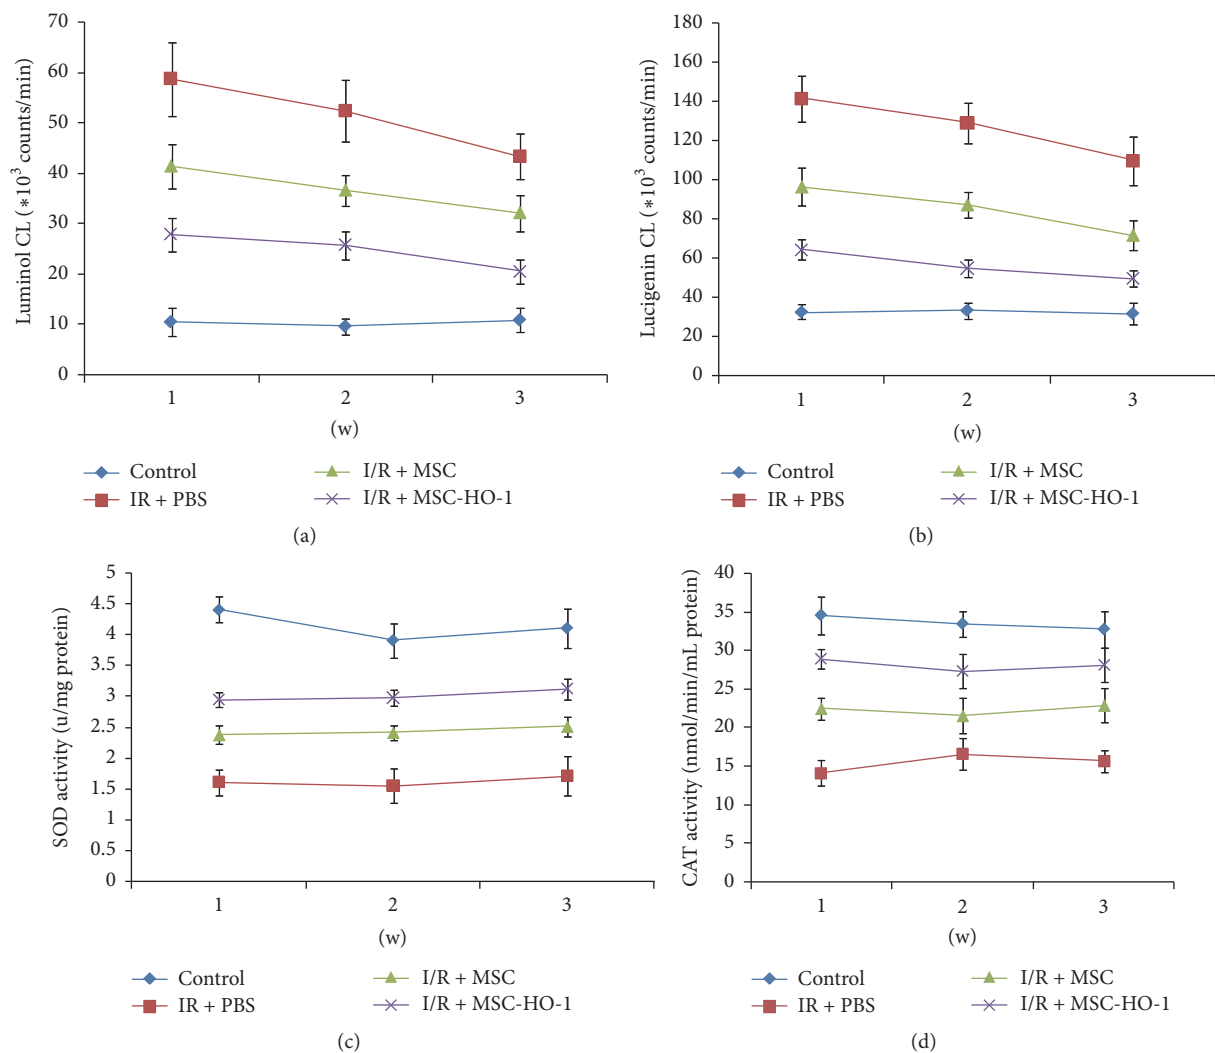 Luminol CL (∗10³ counts/min)
70
60
50
40
30
20
10
0
1 2 3
(w)
Control
IR + PBS
I/R + MSC
I/R + MSC-HO-1
(a)
Lucigenin CL (∗10³ counts/min)
180
160
140
120
100
80
60
40
20
0
1 2 3
(w)
Control
IR + PBS
I/R + MSC
I/R + MSC-HO-1
(b)
SOD activity (u/mg protein)
5
4.5
4
3.5
3
2.5
2
1.5
1
0.5
0
1 2 3
(w)
Control
IR + PBS
I/R + MSC
I/R + MSC-HO-1
(c)
CAT activity (nmol/min/mL protein)
40
35
30
25
20
15
10
5
0
1 2 3
(w)
Control
IR + PBS
I/R + MSC
I/R + MSC-HO-1
(d)